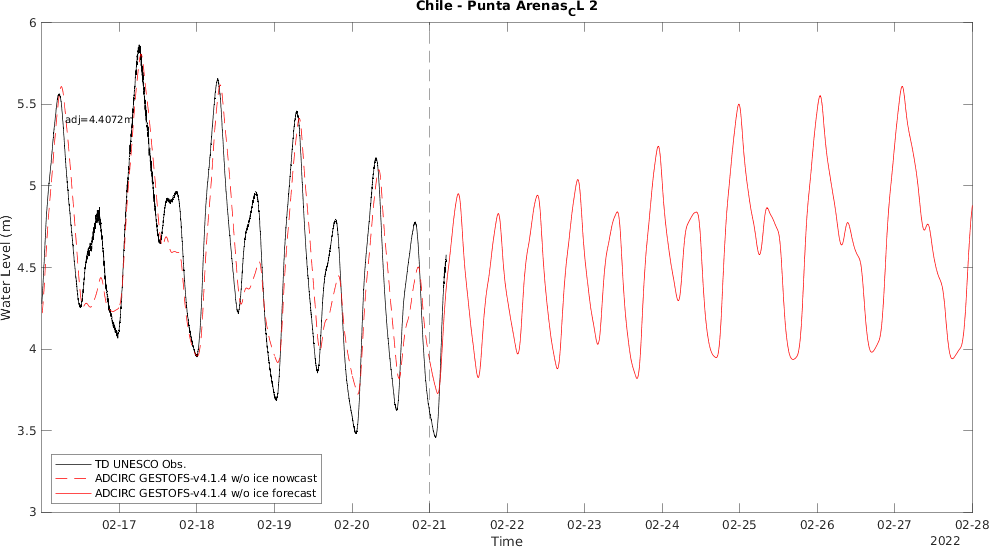 Chile - Punta Arenas_CL 2
6
5.5
5
4.5
4
3.5
3
Water Level (m)
adj=4.4072m
TD UNESCO Obs.
ADCIRC GESTOFS-v4.1.4 w/o ice nowcast
ADCIRC GESTOFS-v4.1.4 w/o ice forecast
02-17 02-18 02-19 02-20 02-21 02-22 02-23 02-24 02-25 02-26 02-27 02-28
Time
2022